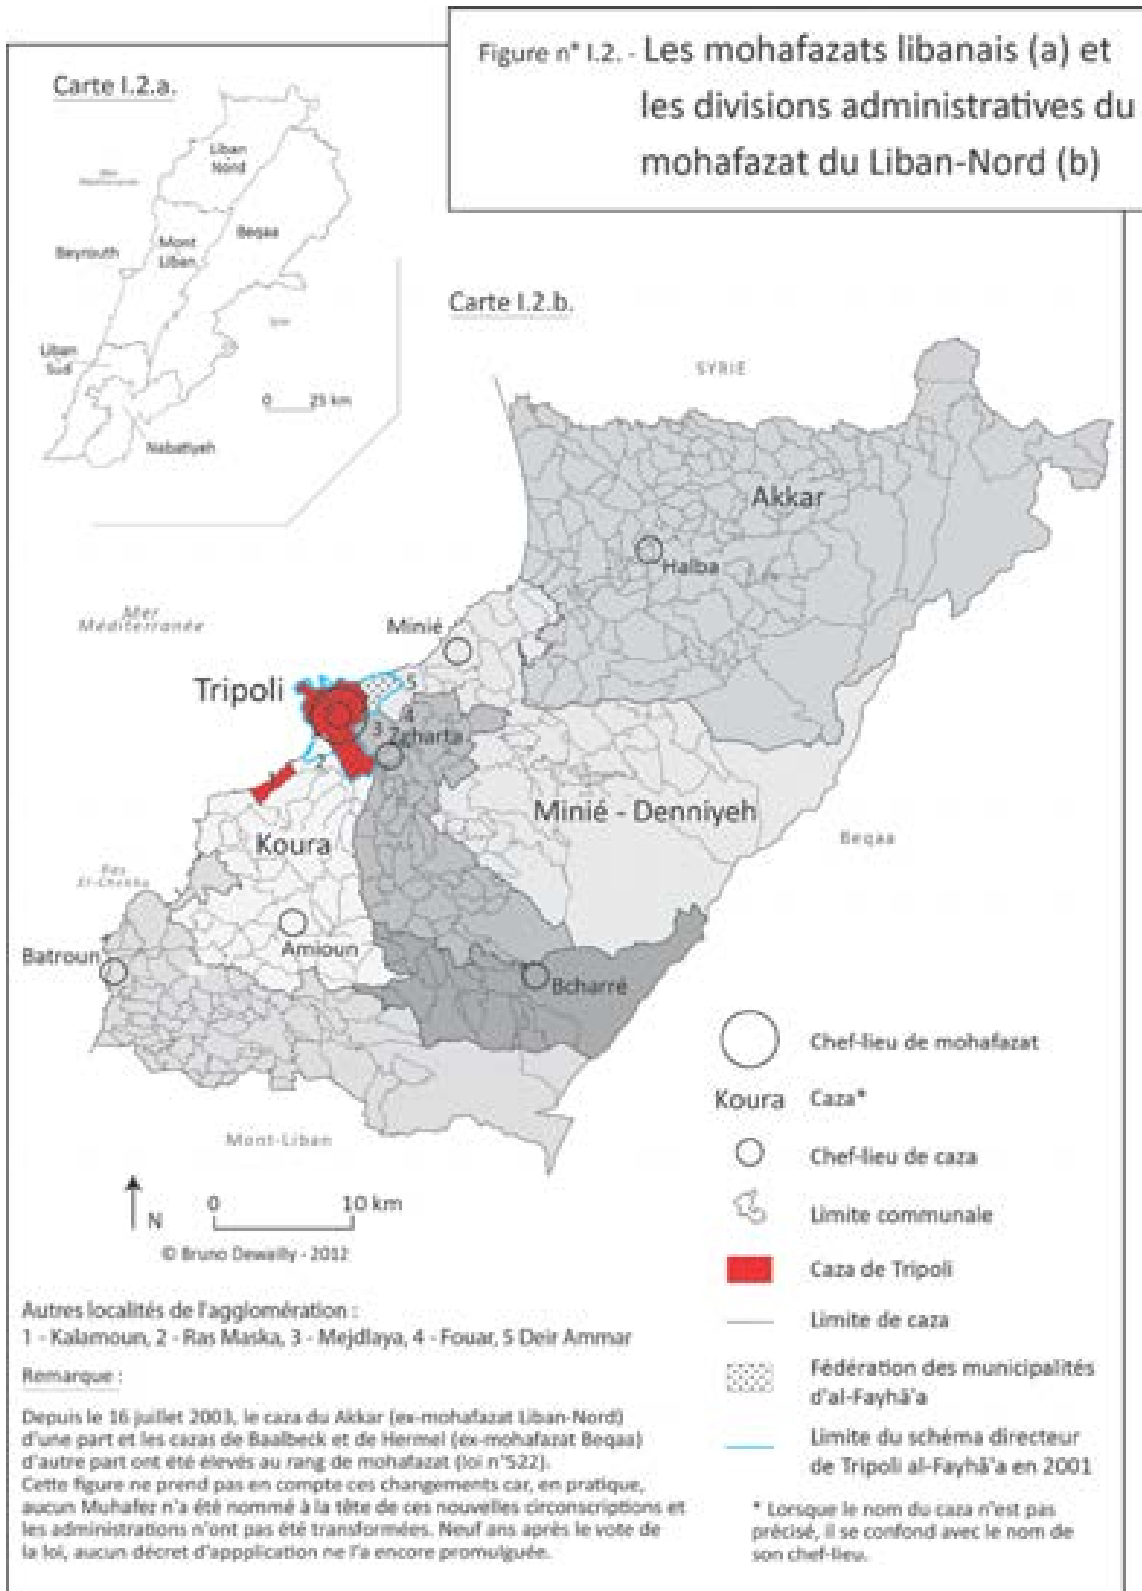 Figure n° I.2. - Les mohafazats libanais (a) et
les divisions administratives du
mohafazat du Liban-Nord (b)
Carte I.2.a.
Liban
Nord
Mer
Méditerranée
Beqaa
Mont
Liban
Beyrouth
Liban
Sud
0 25 km
Nabatiyeh
Carte I.2.b.
SYRIE
Akkar
Halba
Mer
Méditerranée
Minié
Tripoli
5
4
3
Zgharta
2
Minié - Denniyeh
Koura
Beqaa
Ras
El-Chekka
Amioun
Batroun
Bcharré
Mont-Liban
N
0 10 km
© Bruno Dewailly - 2012
Chef-lieu de mohafazat
Koura Caza*
Chef-lieu de caza
Limite communale
Caza de Tripoli
Limite de caza
Fédération des municipalités
d'al-Fayhâ'a
Limite du schéma directeur
de Tripoli al-Fayhâ'a en 2001
* Lorsque le nom du caza n'est pas
précisé, il se confond avec le nom de
son chef-lieu.
Autres localités de l'agglomération :
1 - Kalamoun, 2 - Ras Maska, 3 - Mejdlaya, 4 - Fouar, 5 Deir Ammar
Remarque :
Depuis le 16 juillet 2003, le caza du Akkar (ex-mohafazat Liban-Nord)
d'une part et les cazas de Baalbeck et de Hermel (ex-mohafazat Beqaa)
d'autre part ont été élevés au rang de mohafazat (loi n°522).
Cette figure ne prend pas en compte ces changements car, en pratique,
aucun Muhafez n'a été nommé à la tête de ces nouvelles circonscriptions et
les administrations n'ont pas été transformées. Neuf ans après le vote de
la loi, aucun décret d'appplication ne l'a encore promulguée.